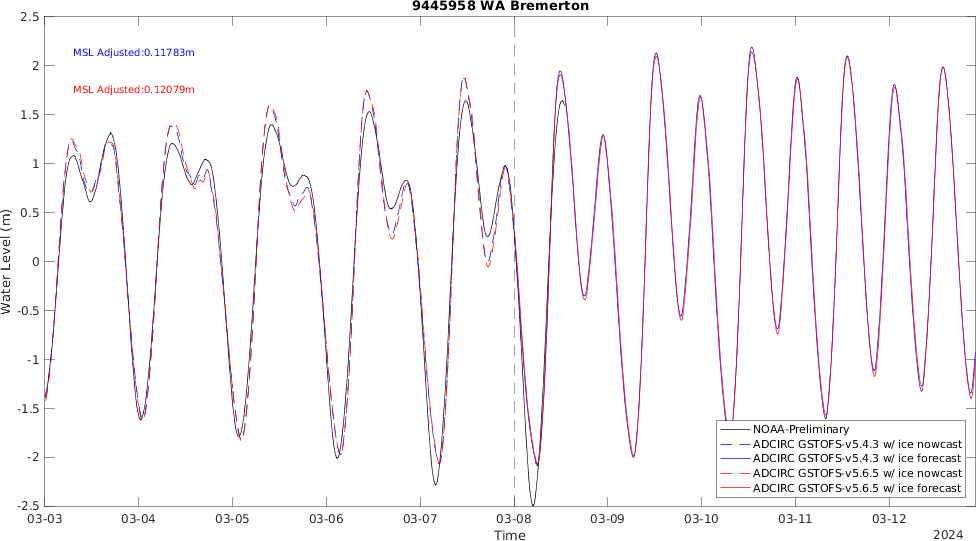 9445958 WA Bremerton
MSL Adjusted:0.11783m
MSL Adjusted:0.12079m
Water Level (m)
2.5
2
1.5
1
0.5
0
-0.5
-1
-1.5
-2
-2.5
NOAA-Preliminary
ADCIRC GSTOFS-v5.4.3 w/ ice nowcast
ADCIRC GSTOFS-v5.4.3 w/ ice forecast
ADCIRC GSTOFS-v5.6.5 w/ ice nowcast
ADCIRC GSTOFS-v5.6.5 w/ ice forecast
03-03 03-04 03-05 03-06 03-07 03-08 03-09 03-10 03-11 03-12
Time
2024